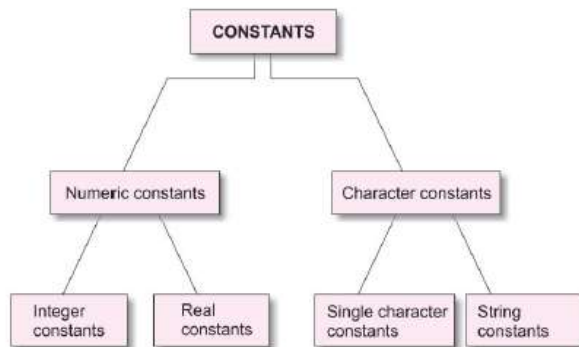 CONSTANTS
Numeric constants
Character constants
Integer
constants
Real
constants
Single character
constants
String
constants